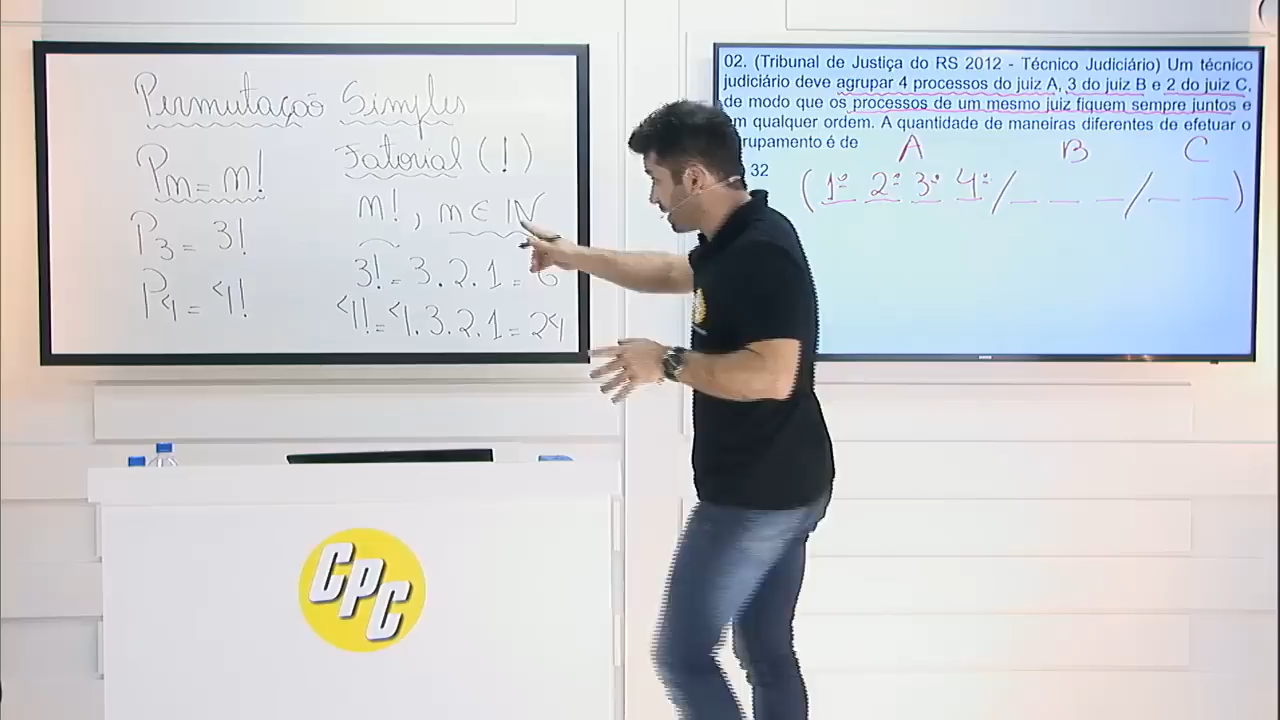 Permutação Simples
Pn = n!
P3 = 3!
P4 = 4!
Fatorial (!)
n!, n ∈ IN
3! = 3.2.1 = 6
4! = 4.3.2.1 = 24
02. (Tribunal de Justiça do RS 2012 - Técnico Judiciário) Um técnico
judiciário deve agrupar 4 processos do juiz A, 3 do juiz B e 2 do juiz C,
de modo que os processos de um mesmo juiz fiquem sempre juntos e
qualquer ordem. A quantidade de maneiras diferentes de efetuar o
de
32
A B C
(1º 2º 3º 4º / _ _ _ / _ _)
CPC